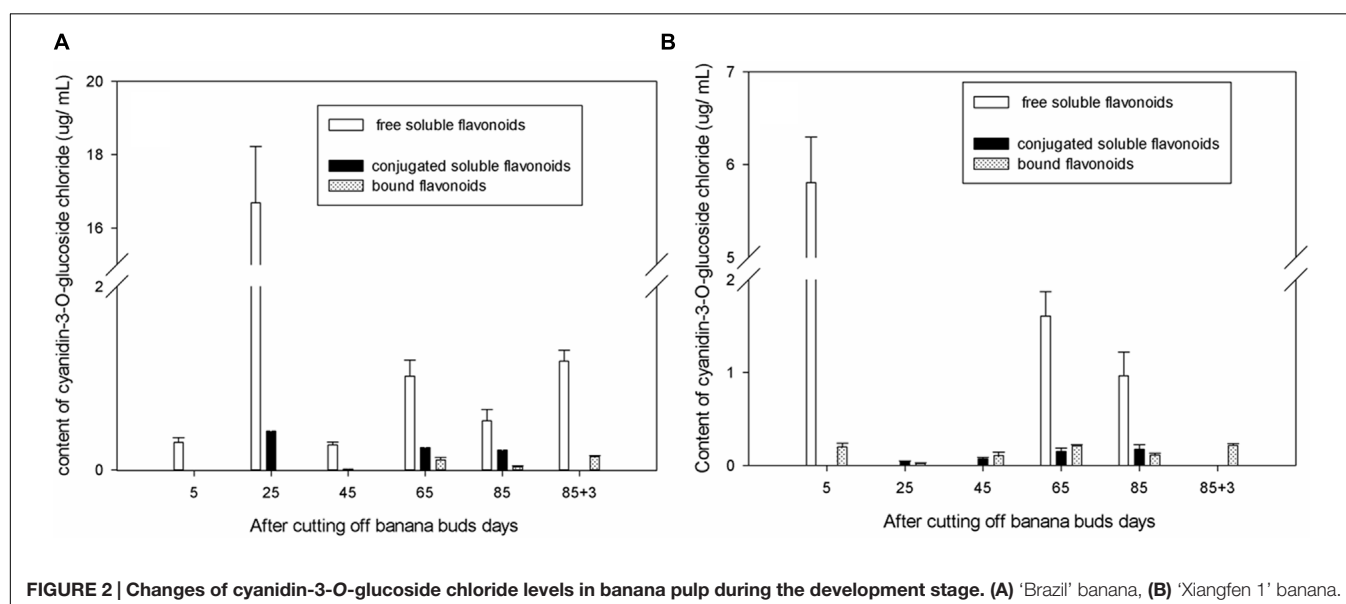 A
content of cyanidin-3-O-glucoside chloride (ug/ mL)
20
18
16
2
0
free soluble flavonoids
conjugated soluble flavonoids
bound flavonoids
5 25 45 65 85 85+3
After cutting off banana buds days
B
Content of cyanidin-3-O-glucoside chloride (ug/ mL)
7
6
5
2
1
0
free soluble flavonoids
conjugated soluble flavonoids
bound flavonoids
5 25 45 65 85 85+3
After cutting off banana buds days
FIGURE 2 | Changes of cyanidin-3-O-glucoside chloride levels in banana pulp during the development stage. (A) ‘Brazil’ banana, (B) ‘Xiangfen 1’ banana.